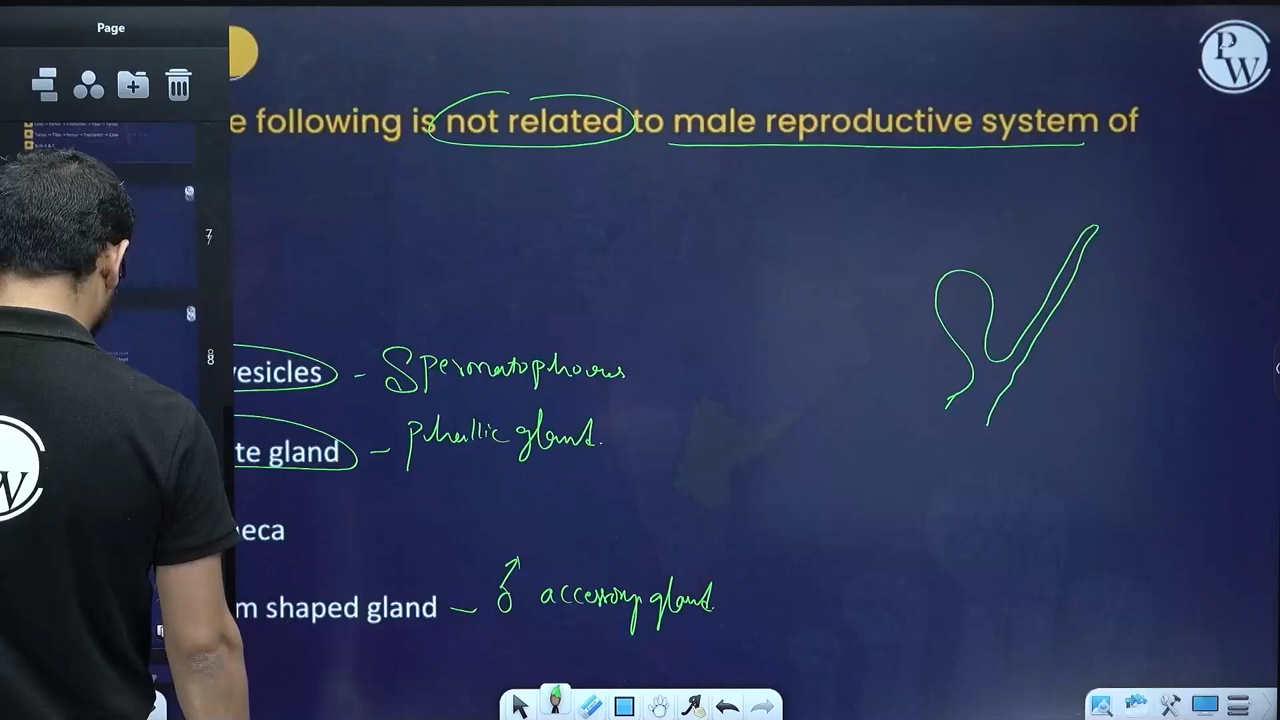 Page
PW
e following is not related to male reproductive system of
7
8
vesicles - Spermatophores
te gland - phallic gland.
eca
m shaped gland - ♂ accessory gland.
W